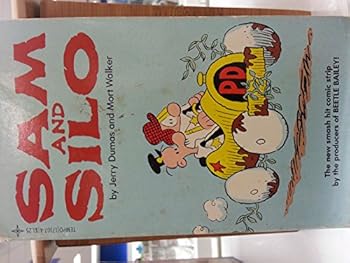 SAM
AND
SILO
by Jerry Dumas and Mort Walker
P.D.
The new smash hit comic strip
by the producers of BEETLE BAILEY!